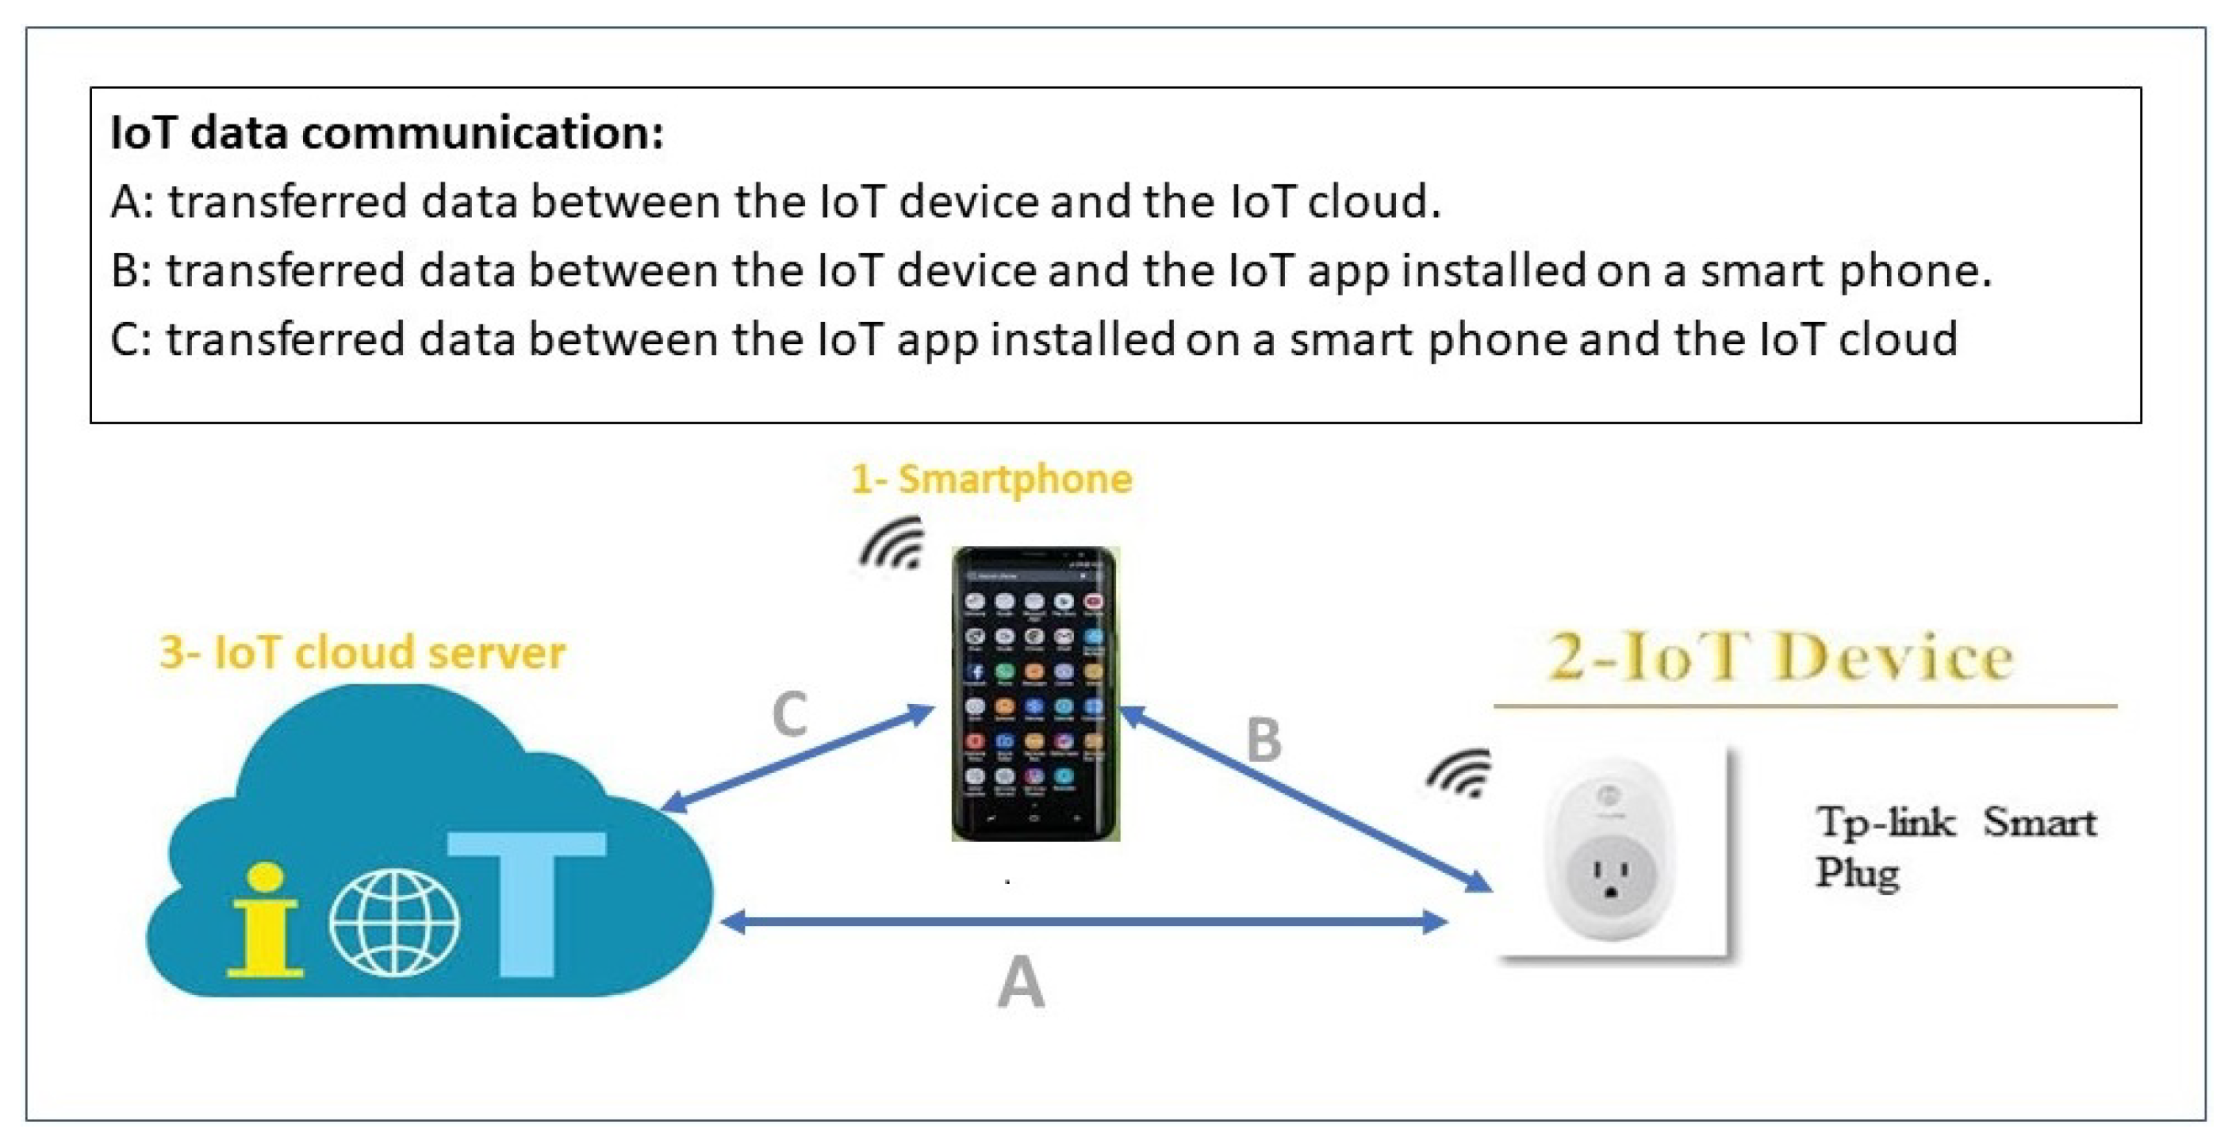 IoT data communication:
A: transferred data between the IoT device and the IoT cloud.
B: transferred data between the IoT device and the IoT app installed on a smart phone.
C: transferred data between the IoT app installed on a smart phone and the IoT cloud
1- Smartphone
3- IoT cloud server
2-IoT Device
C
B
Tp-link Smart
Plug
iOT
A